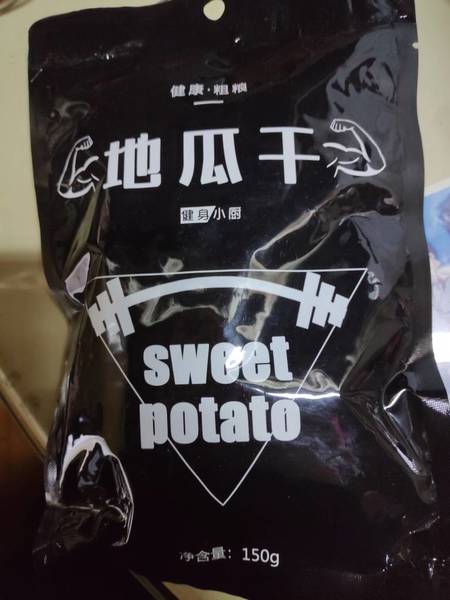 健康·粗粮
地瓜干
健身小厨
sweet
potato
净含量：150g